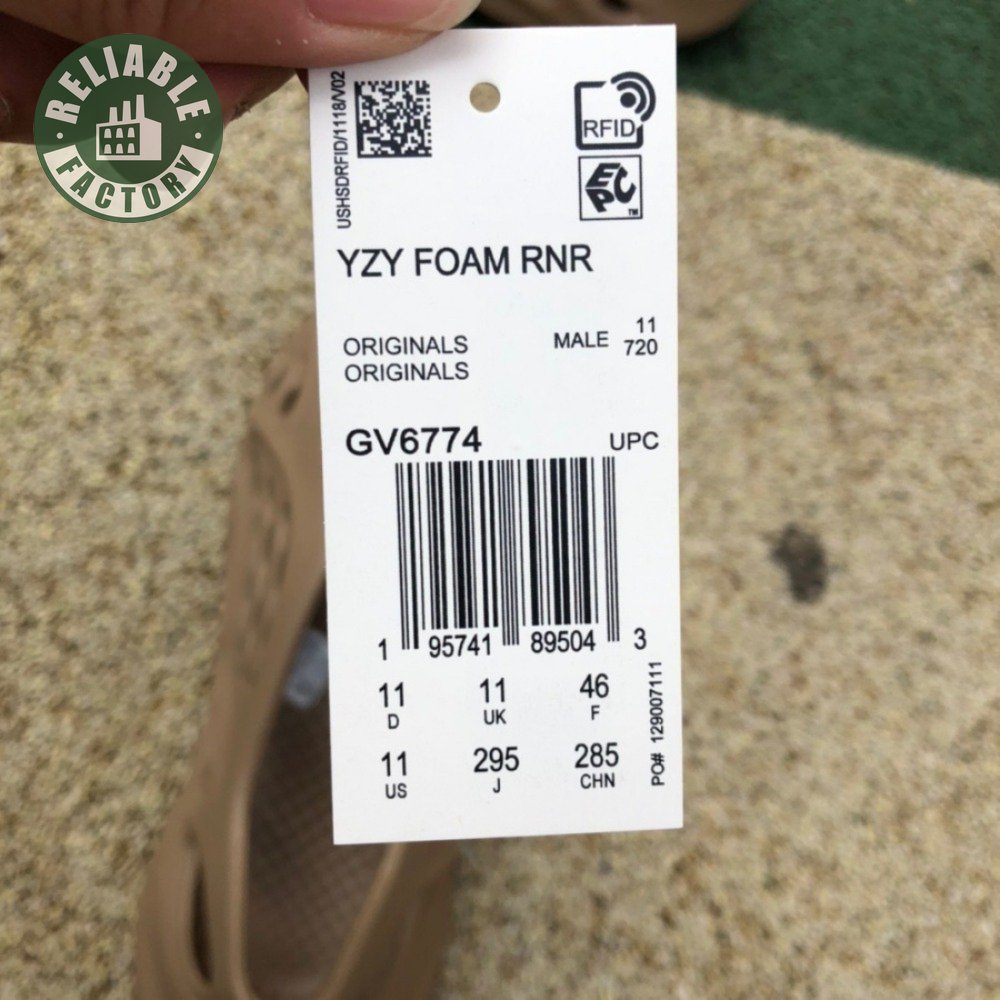 RELIABLE
FACTORY
USHSDRFID/1118/V02
RFID
EPC
TM
YZY FOAM RNR
ORIGINALS
ORIGINALS
MALE
11
720
GV6774
UPC
1 95741 89504 3
11 11 46
D UK F
11 295 285
US J CHN
PO# 129007111